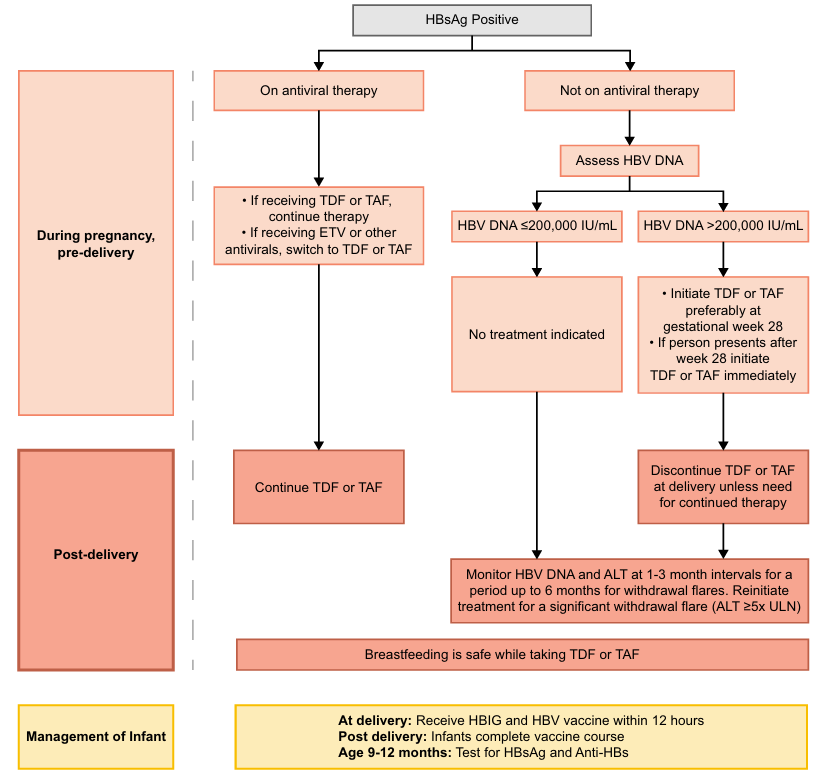 HBsAg Positive
On antiviral therapy
Not on antiviral therapy
Assess HBV DNA
During pregnancy,
pre-delivery
• If receiving TDF or TAF,
continue therapy
• If receiving ETV or other
antivirals, switch to TDF or TAF
HBV DNA ≤200,000 IU/mL
HBV DNA >200,000 IU/mL
No treatment indicated
• Initiate TDF or TAF
preferably at
gestational week 28
• If person presents after
week 28 initiate
TDF or TAF immediately
Post-delivery
Continue TDF or TAF
Discontinue TDF or TAF
at delivery unless need
for continued therapy
Monitor HBV DNA and ALT at 1-3 month intervals for a
period up to 6 months for withdrawal flares. Reinitiate
treatment for a significant withdrawal flare (ALT ≥5x ULN)
Breastfeeding is safe while taking TDF or TAF
Management of Infant
At delivery: Receive HBIG and HBV vaccine within 12 hours
Post delivery: Infants complete vaccine course
Age 9-12 months: Test for HBsAg and Anti-HBs